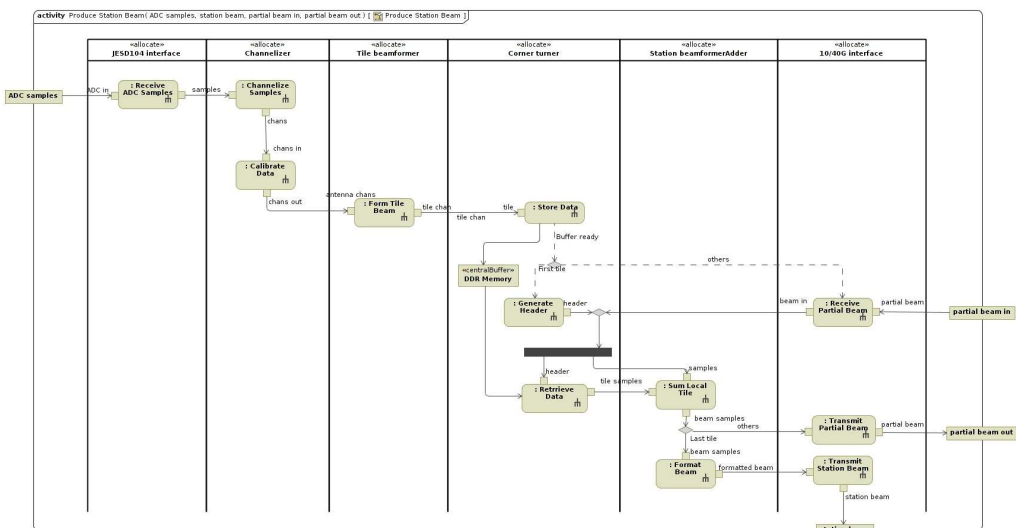 activity Produce Station Beam( ADC samples, station beam, partial beam in, partial beam out ) [ Produce Station Beam ]
«allocate»
JESD104 interface
«allocate»
Channelizer
«allocate»
Tile beamformer
«allocate»
Corner turner
«allocate»
Station beamformerAdder
«allocate»
10/40G interface
ADC samples
ADC in
: Receive
ADC Samples
samples
: Channelize
Samples
chans
chans in
: Calibrate
Data
chans out
antenna chans
: Form Tile
Beam
tile chan
tile chan
tile
: Store Data
Buffer ready
«centralBuffer»
DDR Memory
First tile
others
: Generate
Header
header
beam in
: Receive
Partial Beam
partial beam
partial beam in
header
samples
: Retrrieve
Data
tile samples
: Sum Local
Tile
beam samples
others
Last tile
: Transmit
Partial Beam
partial beam
partial beam out
beam samples
: Format
Beam
formatted beam
: Transmit
Station Beam
station beam